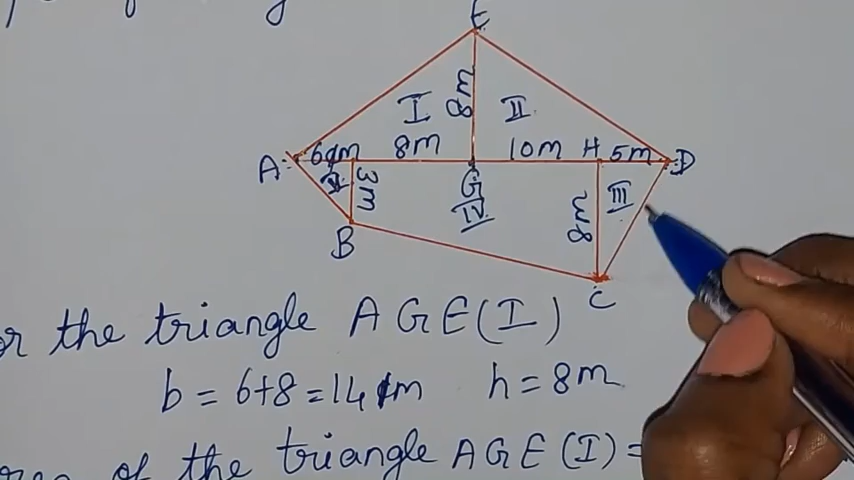 E
I
8m
II
A
6m
8m
10m
H
5m
D
3m
G
IV
8m
III
B
C
the triangle AGE(I)
b = 6+8 = 14m h = 8m
of the triangle AGE (I) =